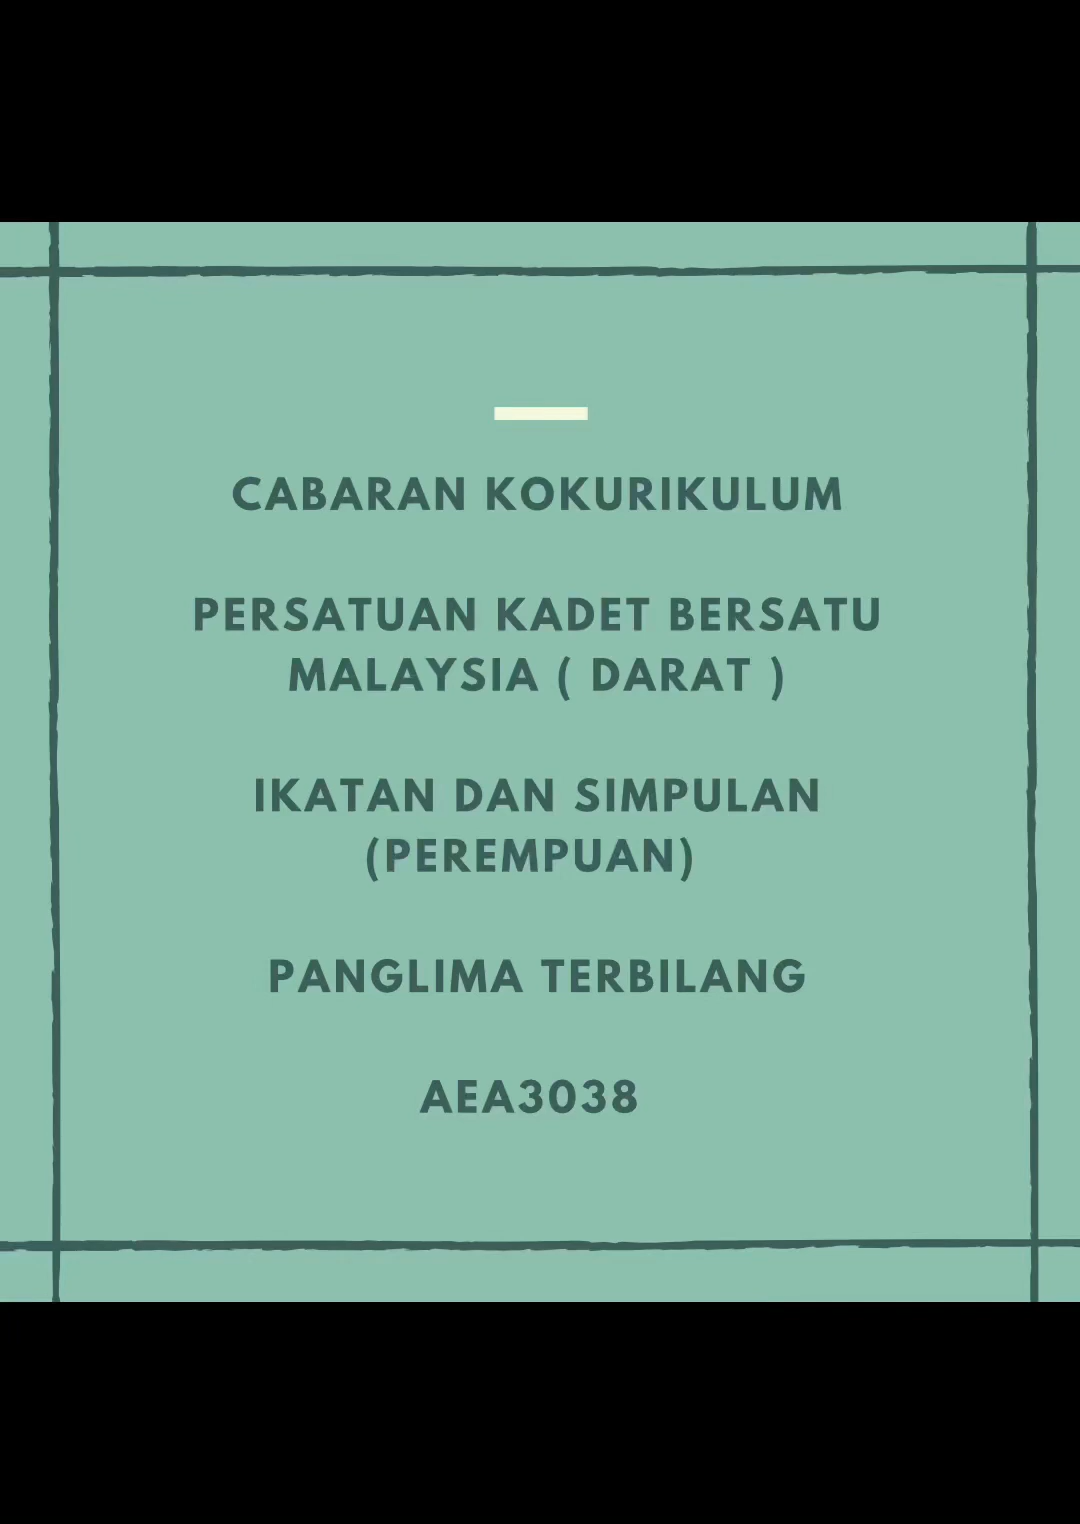 CABARAN KOKURIKULUM
PERSATUAN KADET BERSATU
MALAYSIA ( DARAT )
IKATAN DAN SIMPULAN
(PEREMPUAN)
PANGLIMA TERBILANG
AEA3038